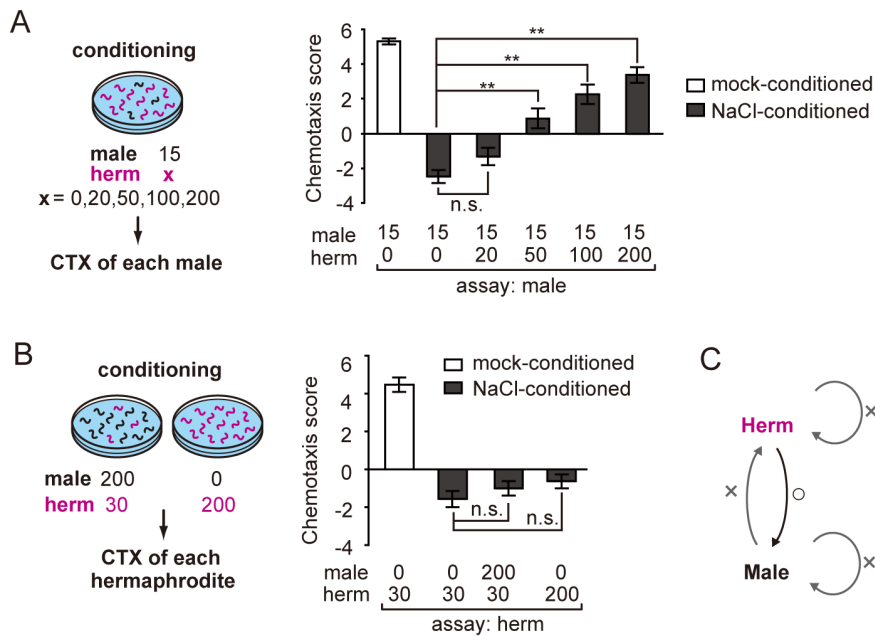 A
conditioning
male 15
herm x
x = 0,20,50,100,200
CTX of each male
Chemotaxis score
6
4
2
0
-2
-4
**
**
**
n.s.
mock-conditioned
NaCl-conditioned
male 15 15 15 15 15 15
herm 0 0 20 50 100 200
assay: male
B
conditioning
male 200 0
herm 30 200
CTX of each
hermaphrodite
Chemotaxis score
6
4
2
0
-2
-4
mock-conditioned
NaCl-conditioned
n.s.
n.s.
male 0 0 200 0
herm 30 30 30 200
assay: herm
C
Herm
×
×
○
Male
×